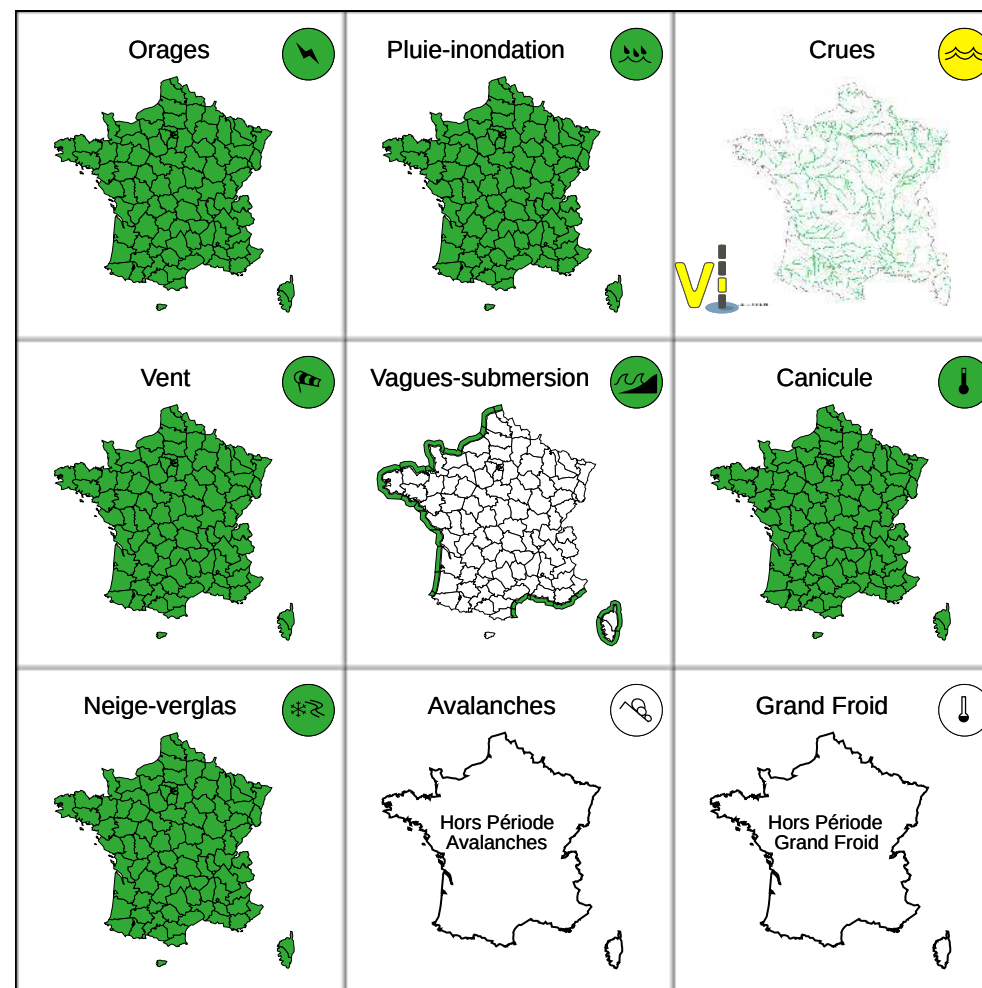 Orages
Pluie-inondation
Crues
Vi
Vent
Vagues-submersion
Canicule
Neige-verglas
Avalanches
Grand Froid
Hors Période
Avalanches
Hors Période
Grand Froid